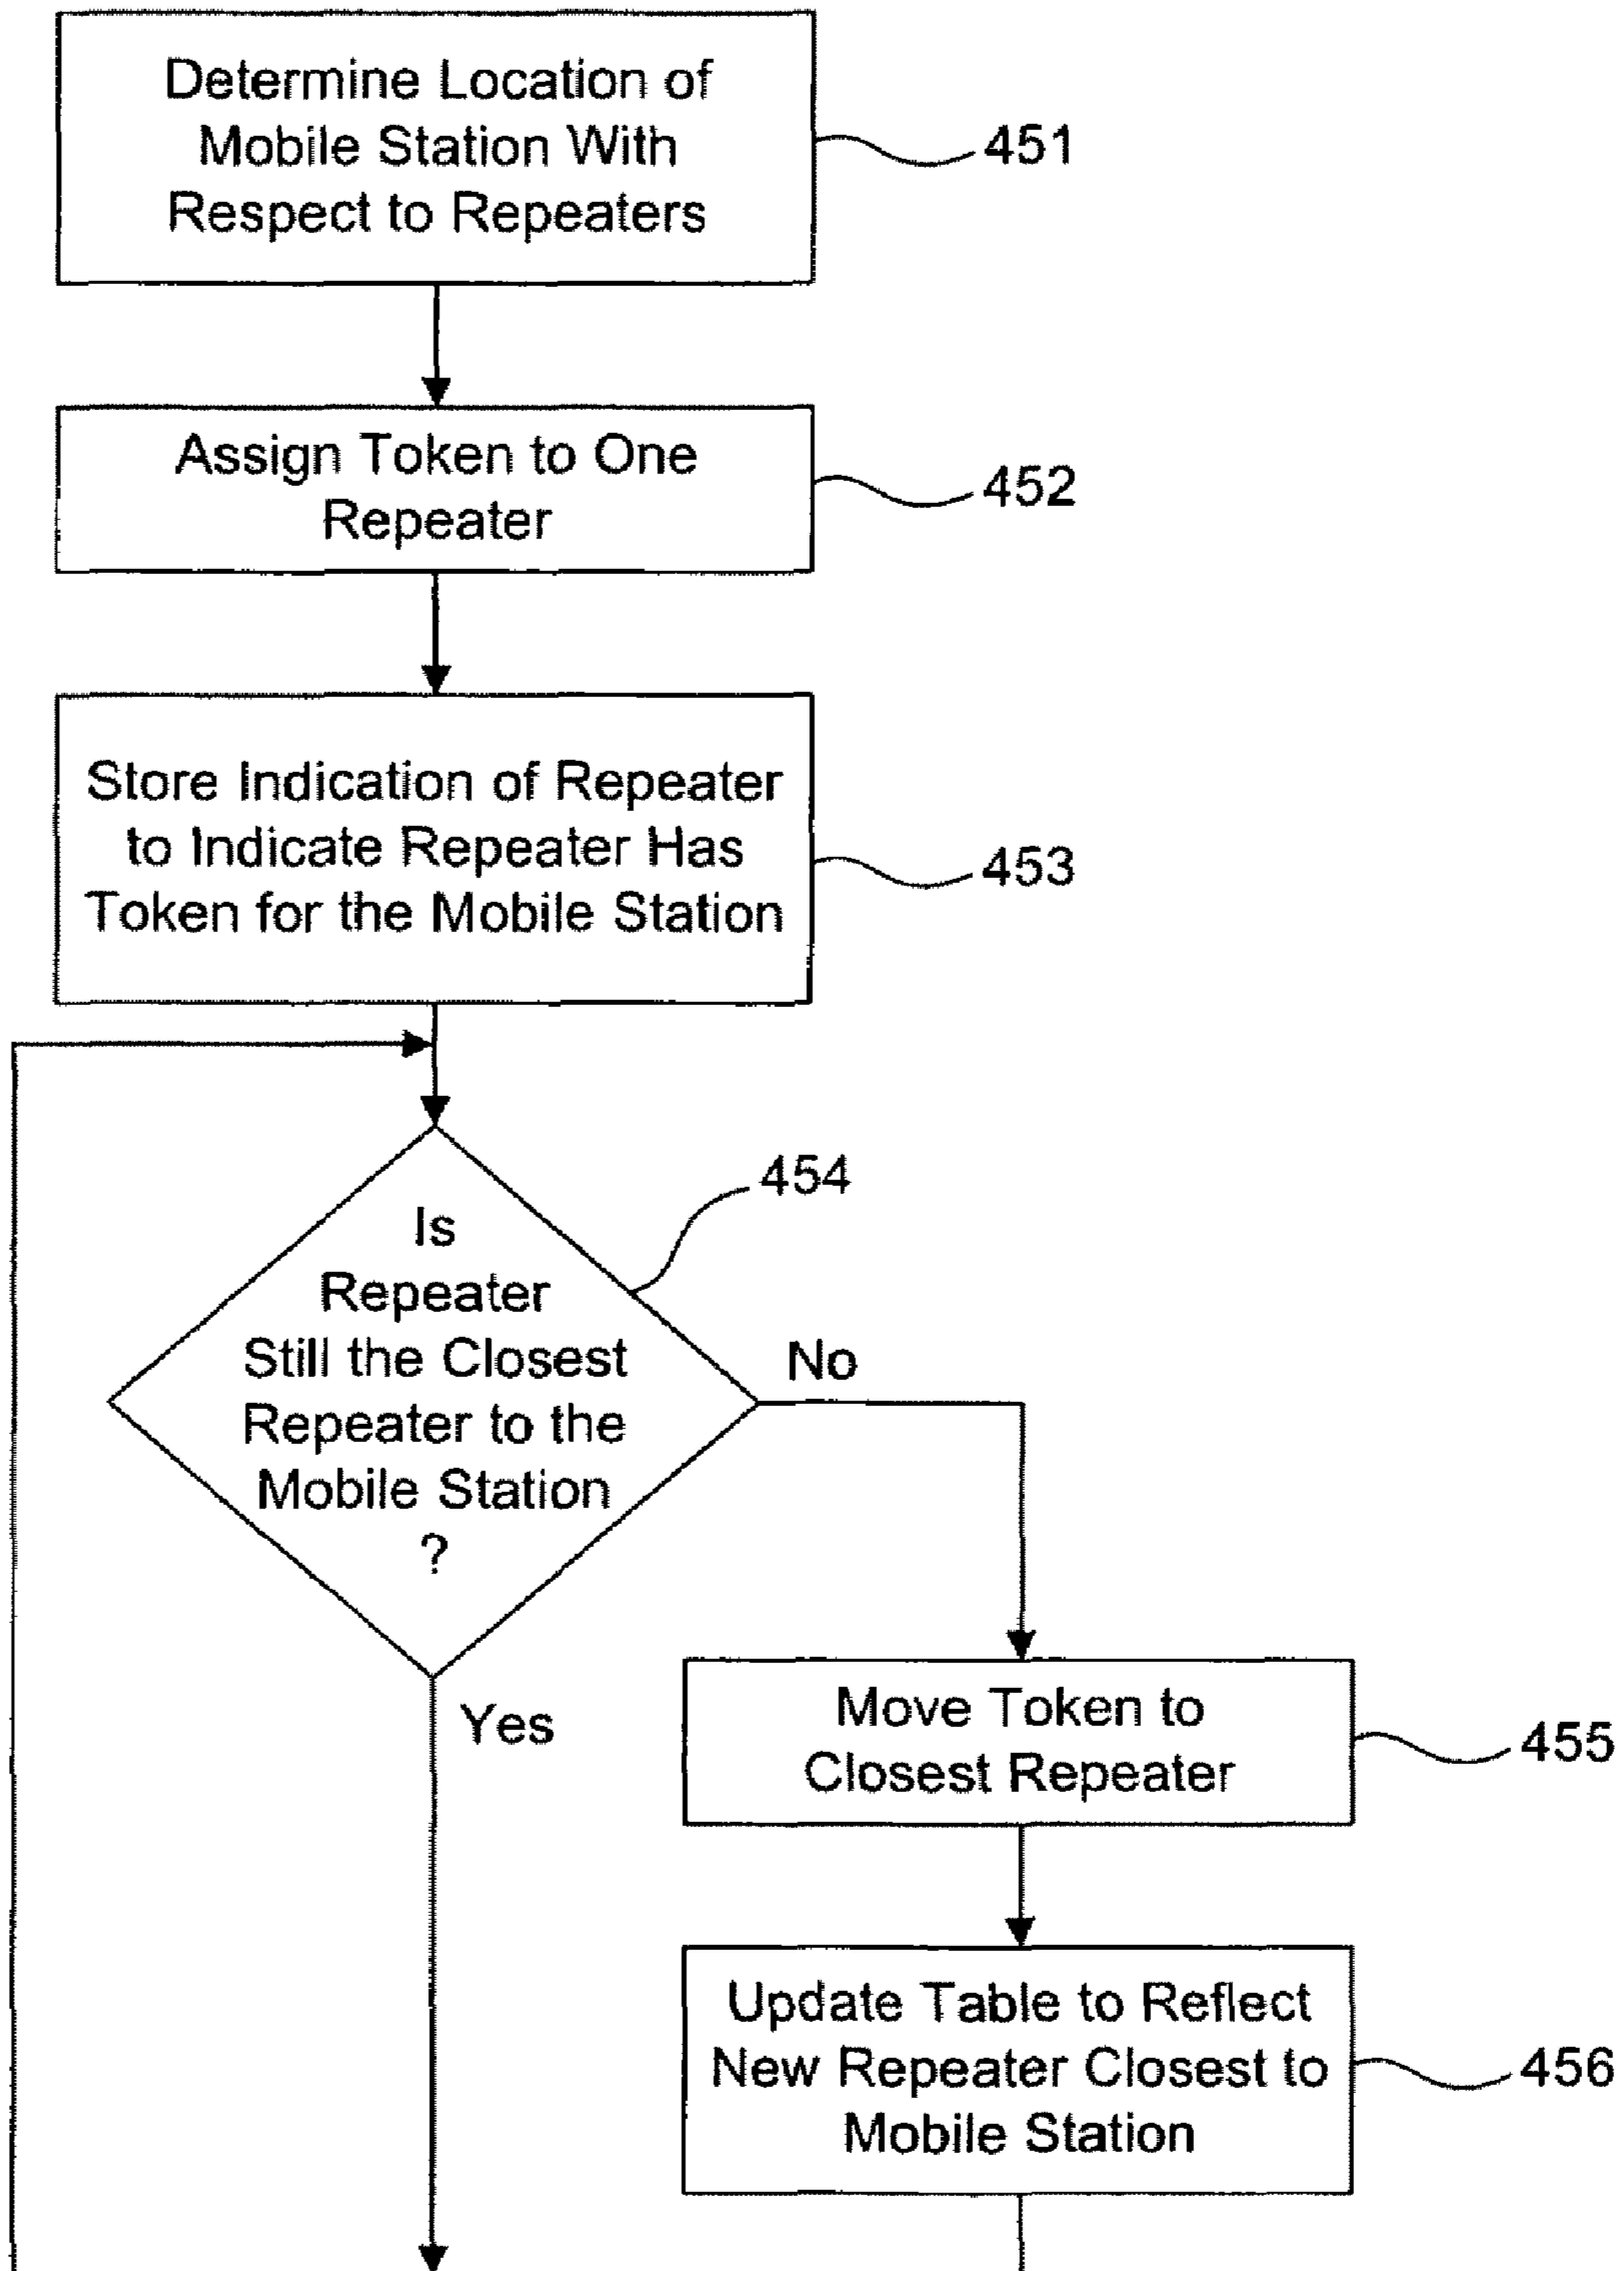 Determine Location of
Mobile Station With
Respect to Repeaters
451
Assign Token to One
Repeater
452
Store Indication of Repeater
to Indicate Repeater Has
Token for the Mobile Station
453
454
Is
Repeater
Still the Closest
Repeater to the
Mobile Station
?
No
Yes
Move Token to
Closest Repeater
455
Update Table to Reflect
New Repeater Closest to
Mobile Station
456